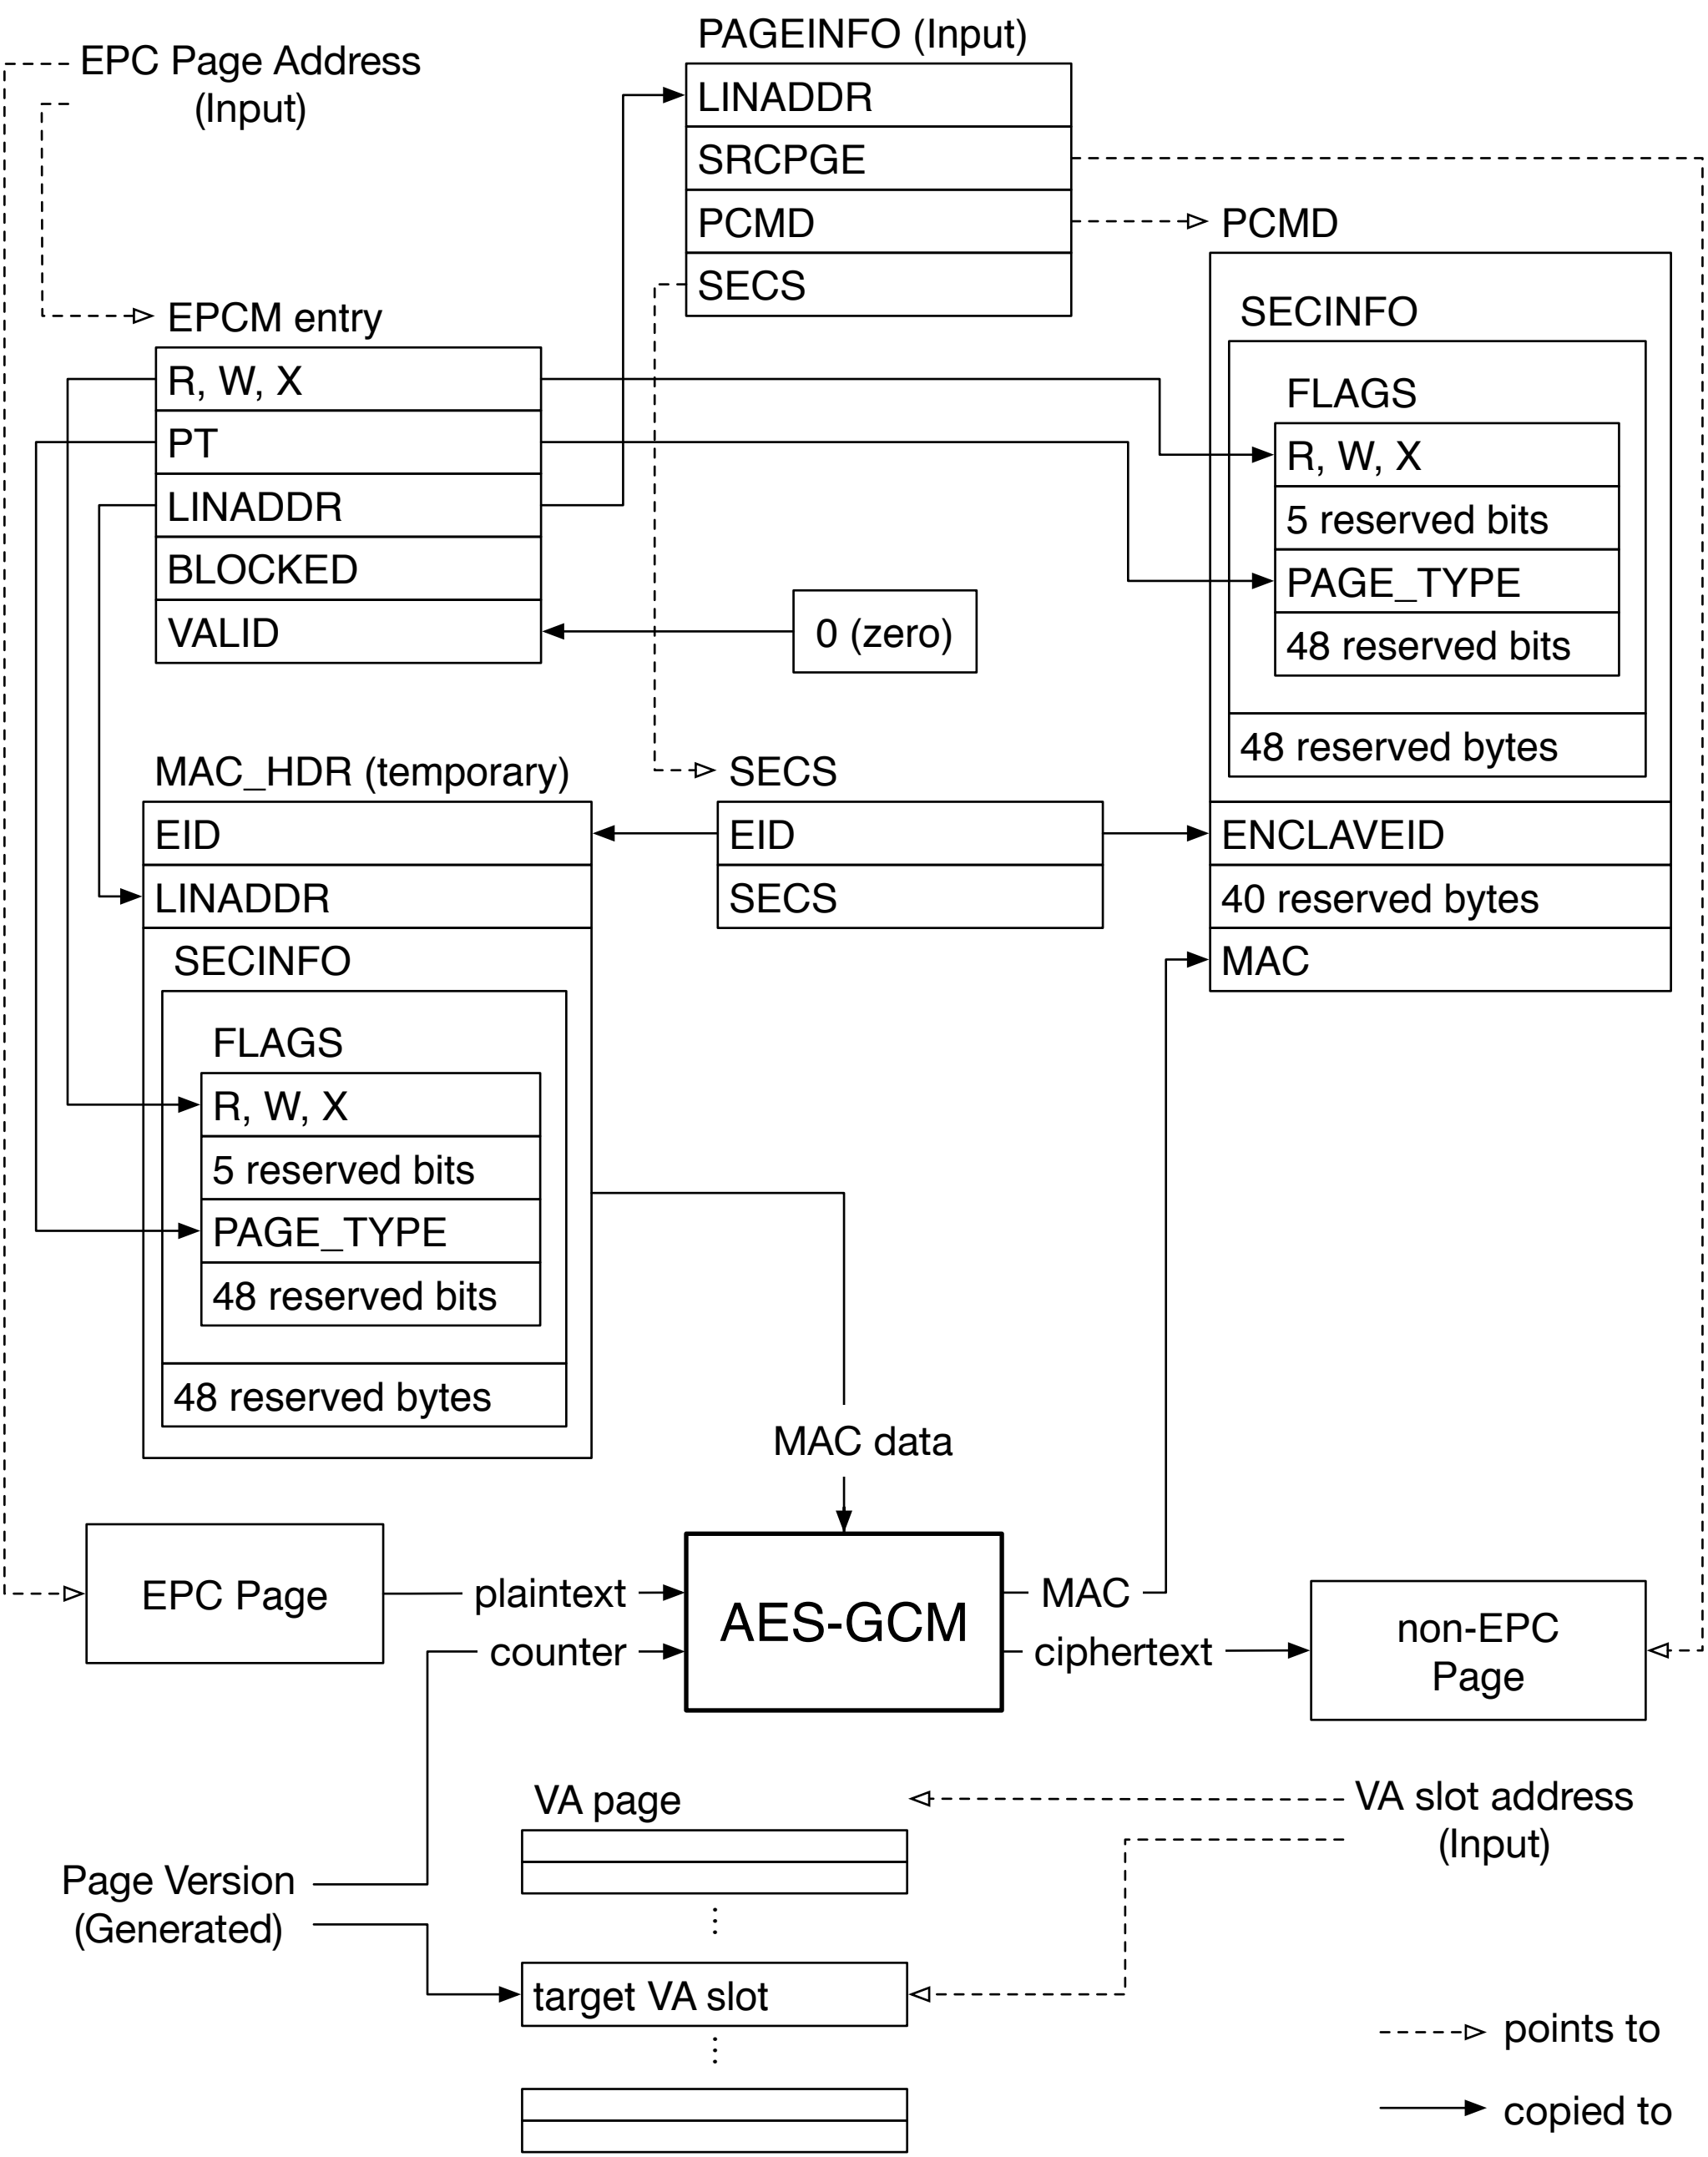 PAGEINFO (Input)
EPC Page Address
(Input)
LINADDR
SRCPGE
PCMD
SECS
PCMD
SECINFO
FLAGS
R, W, X
5 reserved bits
PAGE_TYPE
48 reserved bits
48 reserved bytes
ENCLAVEID
40 reserved bytes
MAC
EPCM entry
R, W, X
PT
LINADDR
BLOCKED
VALID
0 (zero)
MAC_HDR (temporary)
EID
LINADDR
SECINFO
FLAGS
R, W, X
5 reserved bits
PAGE_TYPE
48 reserved bits
48 reserved bytes
SECS
EID
SECS
MAC data
EPC Page
plaintext
counter
AES-GCM
MAC
ciphertext
non-EPC
Page
VA page
VA slot address
(Input)
Page Version
(Generated)
target VA slot
points to
copied to